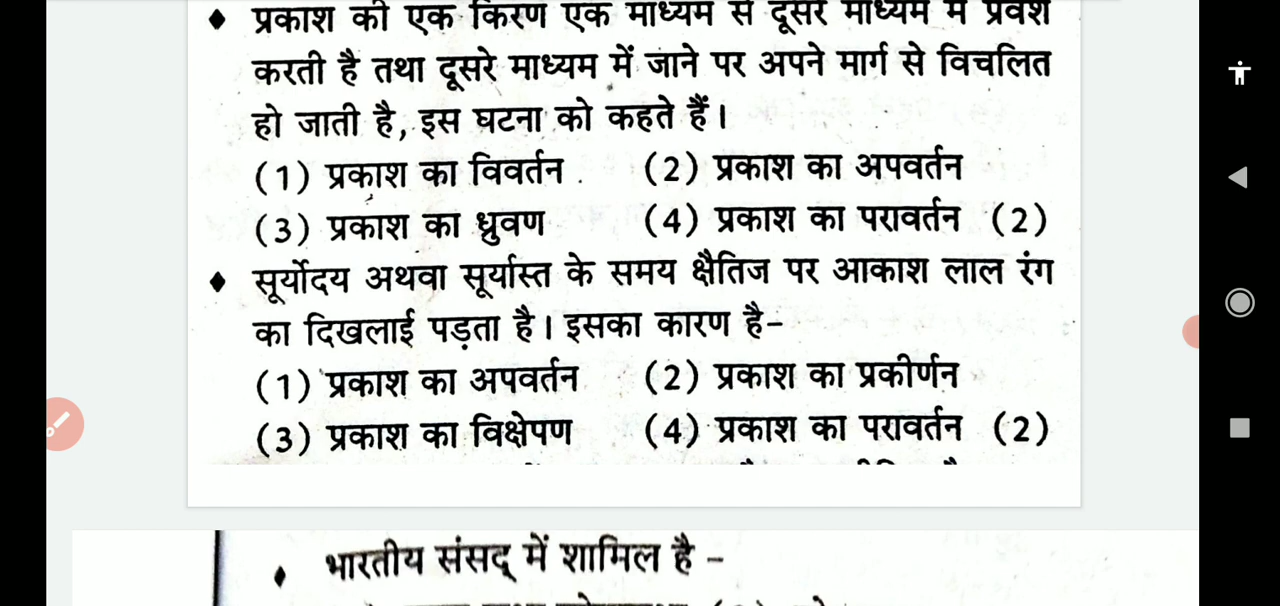 ♦ प्रकाश की एक किरण एक माध्यम से दूसरे माध्यम में प्रवेश
करती है तथा दूसरे माध्यम में जाने पर अपने मार्ग से विचलित
हो जाती है, इस घटना को कहते हैं।
(1) प्रकाश का विवर्तन (2) प्रकाश का अपवर्तन
(3) प्रकाश का ध्रुवण (4) प्रकाश का परावर्तन (2)
♦ सूर्योदय अथवा सूर्यास्त के समय क्षैतिज पर आकाश लाल रंग
का दिखलाई पड़ता है। इसका कारण है–
(1) प्रकाश का अपवर्तन (2) प्रकाश का प्रकीर्णन
(3) प्रकाश का विक्षेपण (4) प्रकाश का परावर्तन (2)
♦ भारतीय संसद् में शामिल है –